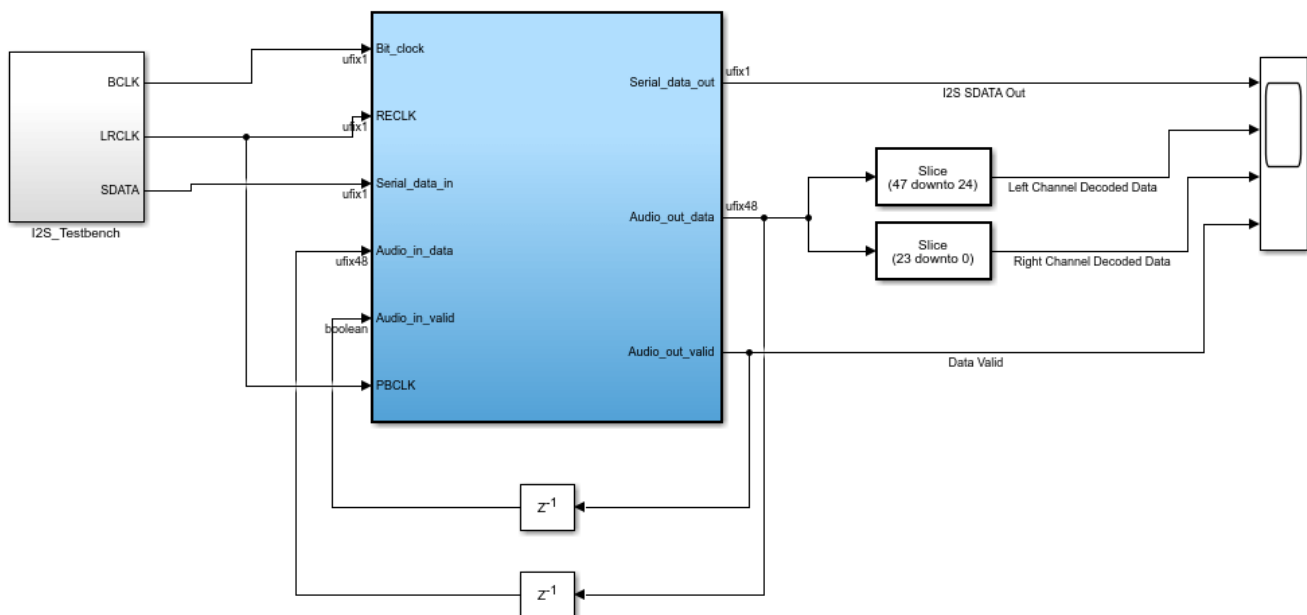 BCLK
LRCLK
SDATA
I2S_Testbench
Bit_clock
ufix1
RECLK
ufix1
Serial_data_in
ufix1
Audio_in_data
ufix48
Audio_in_valid
boolean
PBCLK
Serial_data_out
ufix1
Audio_out_data
ufix48
Audio_out_valid
I2S SDATA Out
Slice
(47 downto 24)
Left Channel Decoded Data
Slice
(23 downto 0)
Right Channel Decoded Data
Data Valid
Z-1
Z-1